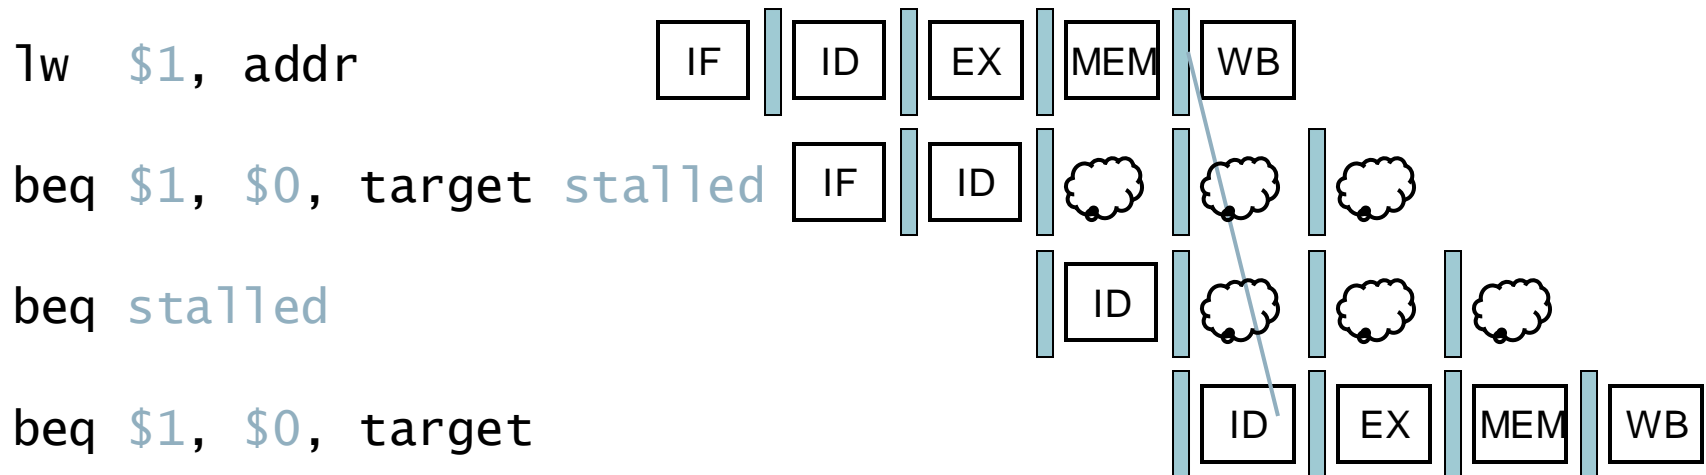 lw $1, addr IF ID EX MEM WB
beq $1, $0, target stalled IF ID
beq stalled ID
beq $1, $0, target ID EX MEM WB